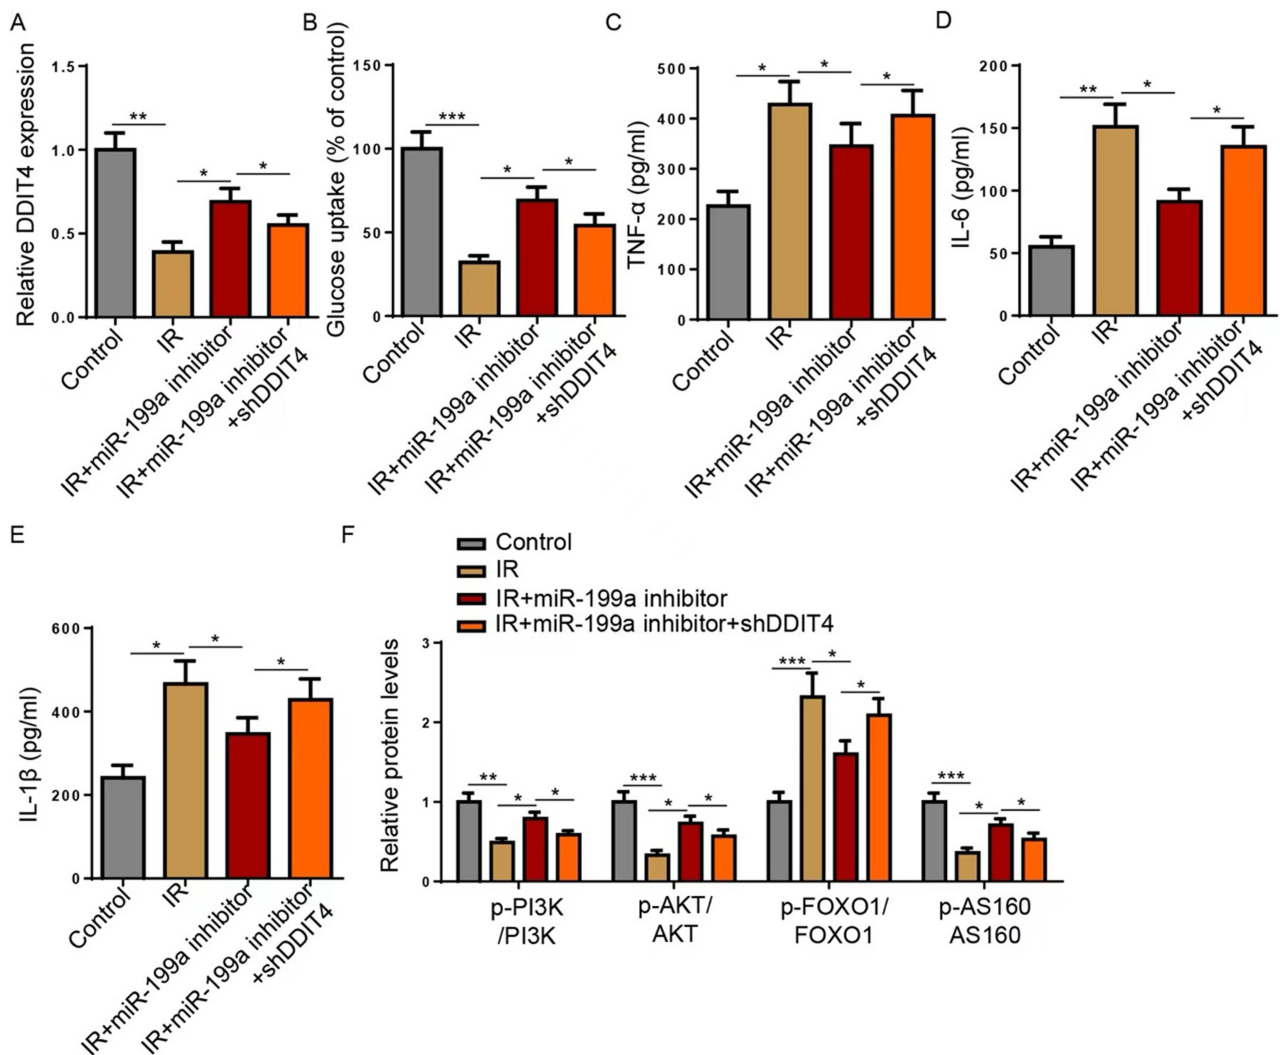 A
Relative DDIT4 expression
1.5
1.0
0.5
0.0
**
*
*
Control
IR
IR+miR-199a inhibitor
IR+miR-199a inhibitor
+shDDIT4
B
Glucose uptake (% of control)
150
100
50
0
***
*
*
Control
IR
IR+miR-199a inhibitor
IR+miR-199a inhibitor
+shDDIT4
C
TNF-α (pg/ml)
500
400
300
200
100
0
*
*
*
Control
IR
IR+miR-199a inhibitor
IR+miR-199a inhibitor
+shDDIT4
D
IL-6 (pg/ml)
200
150
100
50
0
**
*
*
Control
IR
IR+miR-199a inhibitor
IR+miR-199a inhibitor
+shDDIT4
E
IL-1β (pg/ml)
600
400
200
0
*
*
*
Control
IR
IR+miR-199a inhibitor
IR+miR-199a inhibitor
+shDDIT4
F
Control
IR
IR+miR-199a inhibitor
IR+miR-199a inhibitor+shDDIT4
Relative protein levels
3
2
1
0
**
*
*
***
*
*
***
*
*
***
*
*
p-PI3K
/PI3K
p-AKT/
AKT
p-FOXO1/
FOXO1
p-AS160
AS160